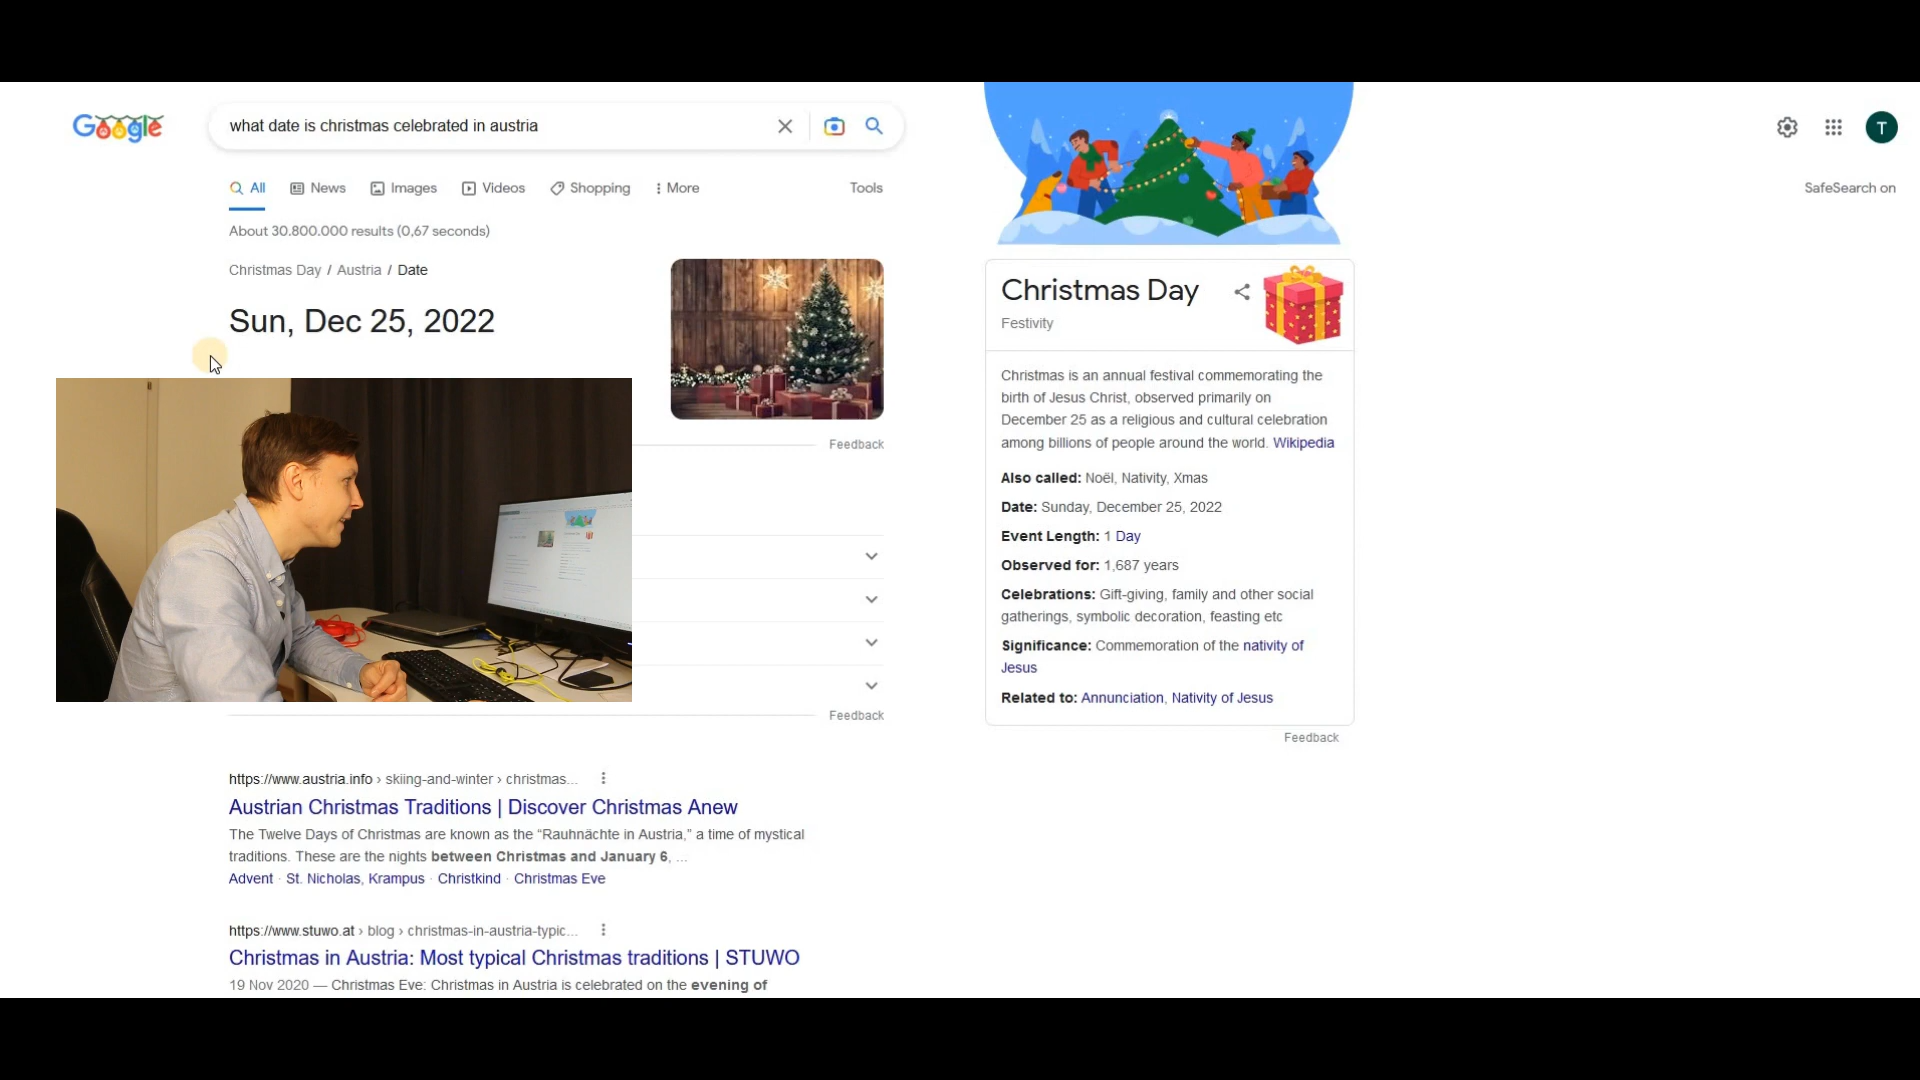 Google
what date is christmas celebrated in austria
All
News
Images
Videos
Shopping
More
Tools
T
SafeSearch on
About 30.800.000 results (0,67 seconds)
Christmas Day / Austria / Date
Sun, Dec 25, 2022
Feedback
Feedback
https://www.austria.info › skiing-and-winter › christmas...
Austrian Christmas Traditions | Discover Christmas Anew
The Twelve Days of Christmas are known as the “Rauhnächte in Austria,” a time of mystical
traditions. These are the nights between Christmas and January 6, ...
Advent · St. Nicholas, Krampus · Christkind · Christmas Eve
https://www.stuwo.at › blog › christmas-in-austria-typic...
Christmas in Austria: Most typical Christmas traditions | STUWO
19 Nov 2020 — Christmas Eve: Christmas in Austria is celebrated on the evening of
Christmas Day
Festivity
Christmas is an annual festival commemorating the
birth of Jesus Christ, observed primarily on
December 25 as a religious and cultural celebration
among billions of people around the world. Wikipedia
Also called: Noël, Nativity, Xmas
Date: Sunday, December 25, 2022
Event Length: 1 Day
Observed for: 1,687 years
Celebrations: Gift-giving, family and other social
gatherings, symbolic decoration, feasting etc
Significance: Commemoration of the nativity of
Jesus
Related to: Annunciation, Nativity of Jesus
Feedback